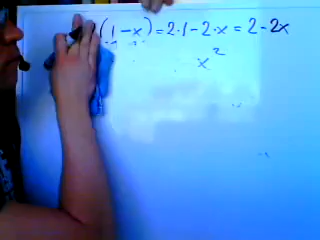 (1-x) = 2·1-2·x = 2-2x
x²